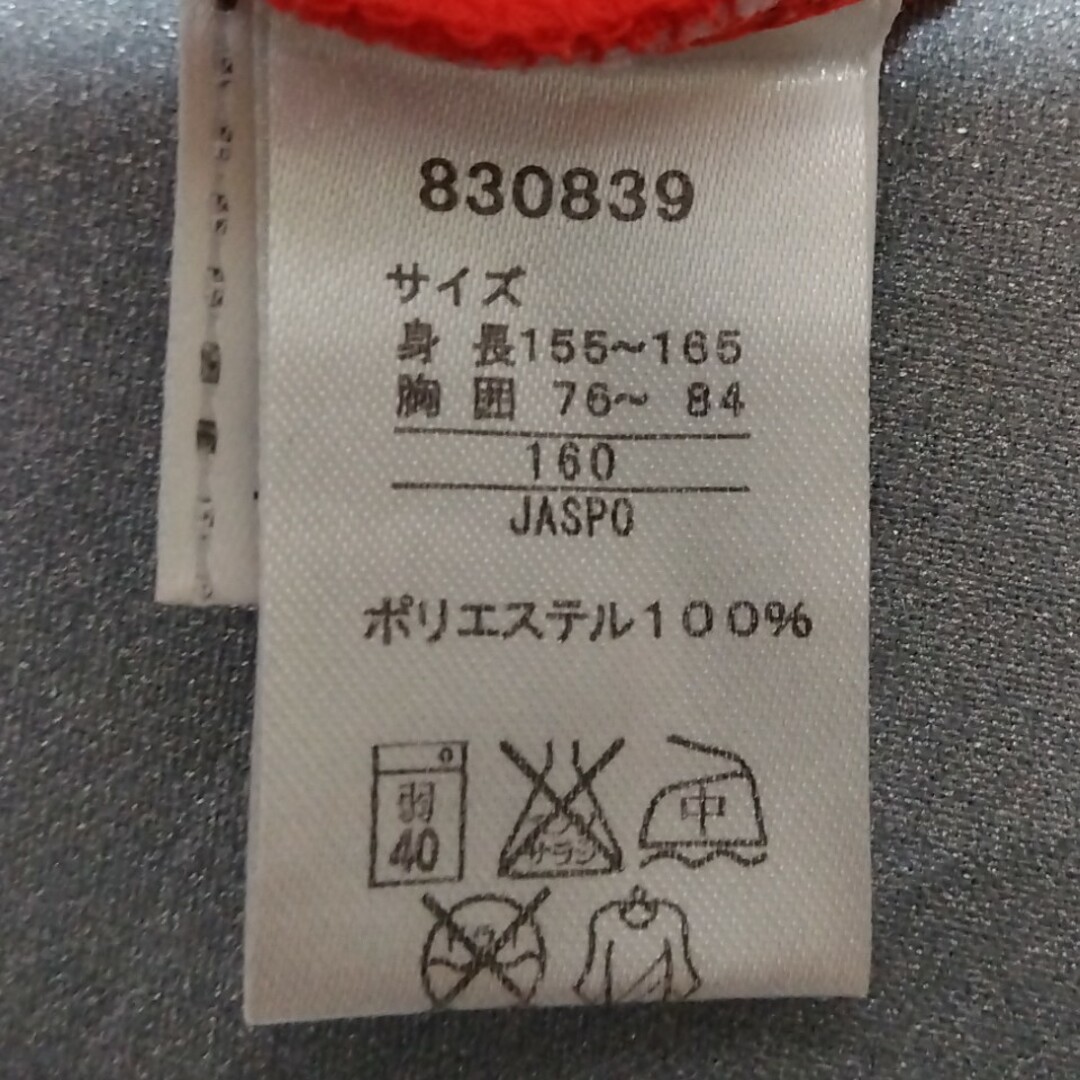 830839
サイズ
身 長155～165
胸 囲 76～ 84
160
JASPO
ポリエステル100%
弱
40
中